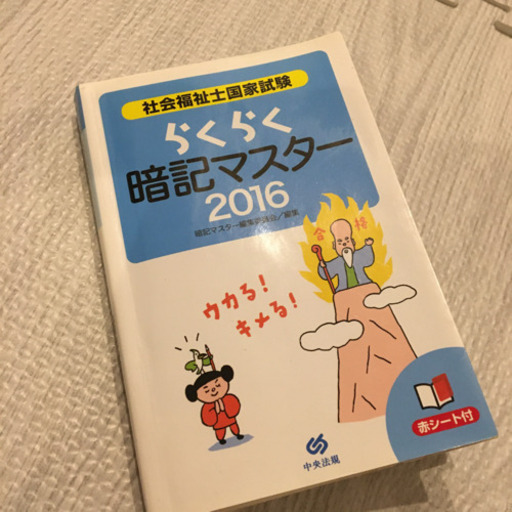 社会福祉士国家試験
らくらく
暗記マスター
2016
暗記マスター編集委員会/編集
合格
ウカる!
キメる!
赤シート付
中央法規